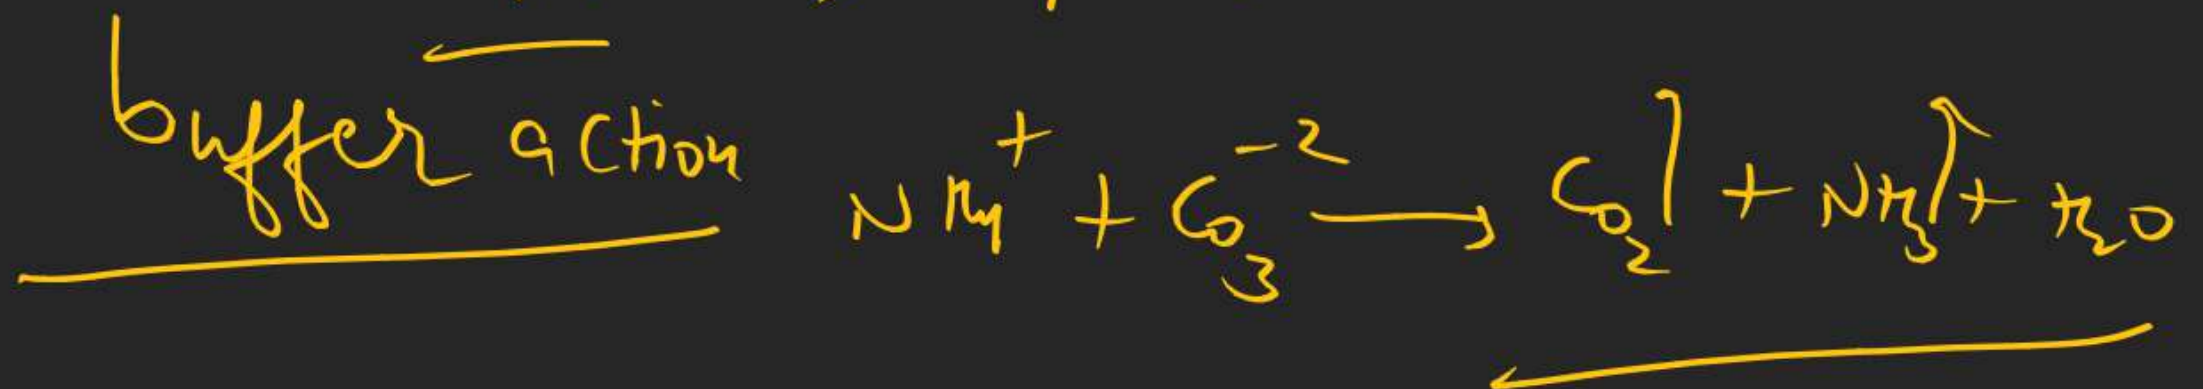 buffer action NH₄⁺ + CO₃⁻² → CO₂↑ + NH₃↑ + H₂O